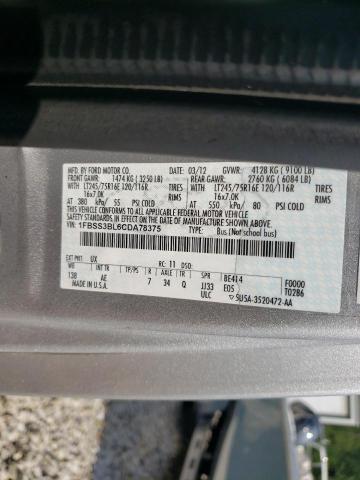 MFD. BY FORD MOTOR CO. 03/12 GVWR: 4128 KG ( 9100 LB)
FRONT GAWR: 1474 KG ( 3250 LB) REAR GAWR: 2760 KG ( 6084 LB)
WITH LT245/75R16E 120/116R TIRES WITH LT245/75R16E 120/116R TIRES
16x7.0K RIMS 16x7.0K RIMS
AT 380 kPa/ 55 PSI COLD AT 550 kPa/ 80 PSI COLD
THIS VEHICLE CONFORMS TO ALL APPLICABLE FEDERAL MOTOR VEHICLE SAFETY STANDARDS IN EFFECT ON THE DATE OF MANUFACTURE SHOWN ABOVE.
VIN: 1FBSS3BL6CDA78375 TYPE: Bus (Not school bus)
EXT PNT: UX RC: 11 DSO: F0000
WB INT TR TP/PS R AXLE TR SPR BE414 T0286
138 AE 7 34 Q JJ33 E05
MADE IN U.S.A. ULC 5U5A-3520472-AA